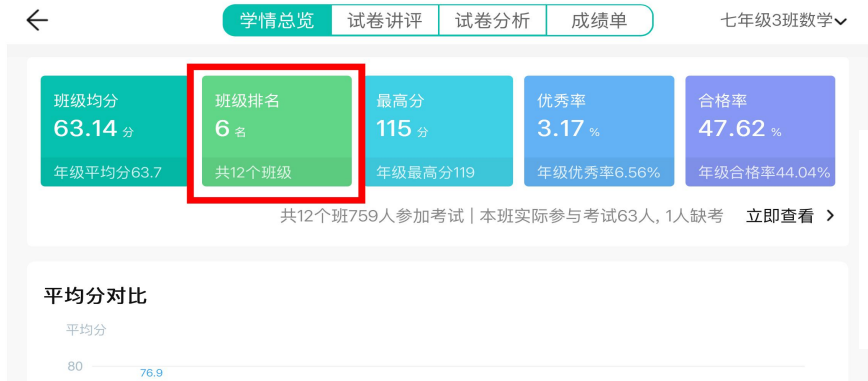 学情总览 试卷讲评 试卷分析 成绩单 七年级3班数学
班级均分 班级排名 最高分 优秀率 合格率
63.14 分 6 名 115 分 3.17 % 47.62 %
年级平均分63.7 共12个班级 年级最高分119 年级优秀率6.56% 年级合格率44.04%
共12个班759人参加考试 | 本班实际参与考试63人, 1人缺考 立即查看
平均分对比
平均分
80
76.9